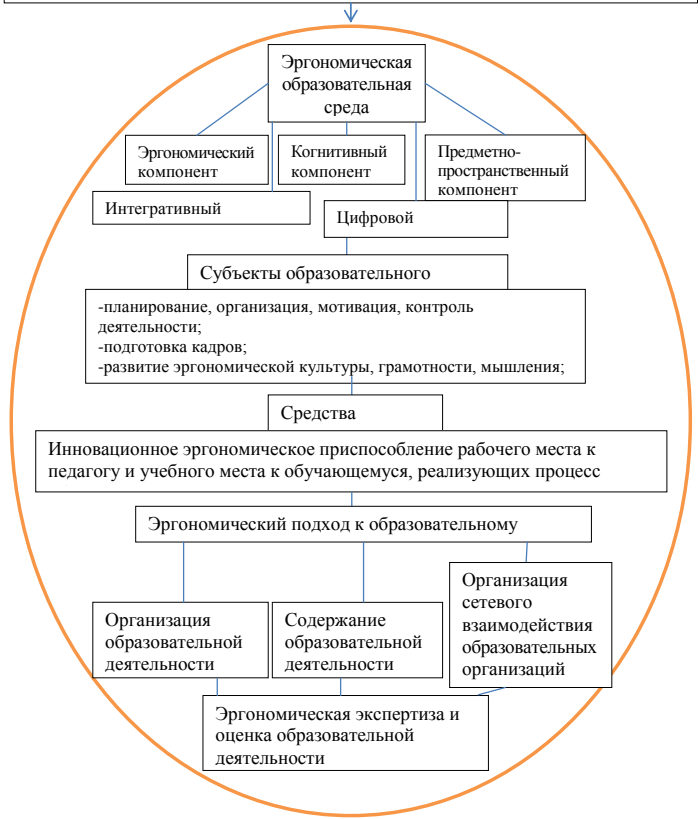 Эргономическая
образовательная
среда
Эргономический
компонент
Когнитивный
компонент
Предметно-
пространственный
компонент
Интегративный
Цифровой
Субъекты образовательного
-планирование, организация, мотивация, контроль
деятельности;
-подготовка кадров;
-развитие эргономической культуры, грамотности, мышления;
Средства
Инновационное эргономическое приспособление рабочего места к
педагогу и учебного места к обучающемуся, реализующих процесс
Эргономический подход к образовательному
Организация
образовательной
деятельности
Содержание
образовательной
деятельности
Организация
сетевого
взаимодействия
образовательных
организаций
Эргономическая экспертиза и
оценка образовательной
деятельности